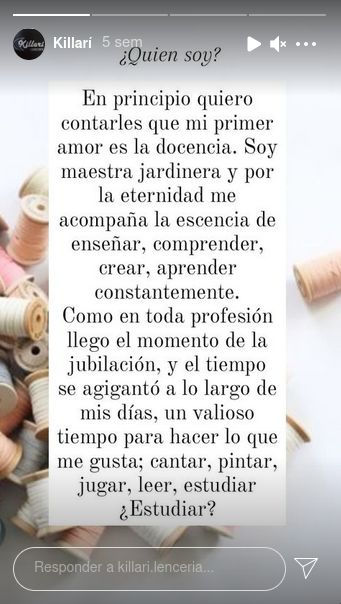 Killarí 5 sem
¿Quien soy?
En principio quiero
contarles que mi primer
amor es la docencia. Soy
maestra jardinera y por
la eternidad me
acompaña la escencia de
enseñar, comprender,
crear, aprender
constantemente.
Como en toda profesión
llego el momento de la
jubilación, y el tiempo
se agigantó a lo largo de
mis días, un valioso
tiempo para hacer lo que
me gusta; cantar, pintar,
jugar, leer, estudiar
¿Estudiar?
Responder a killari.lenceria...